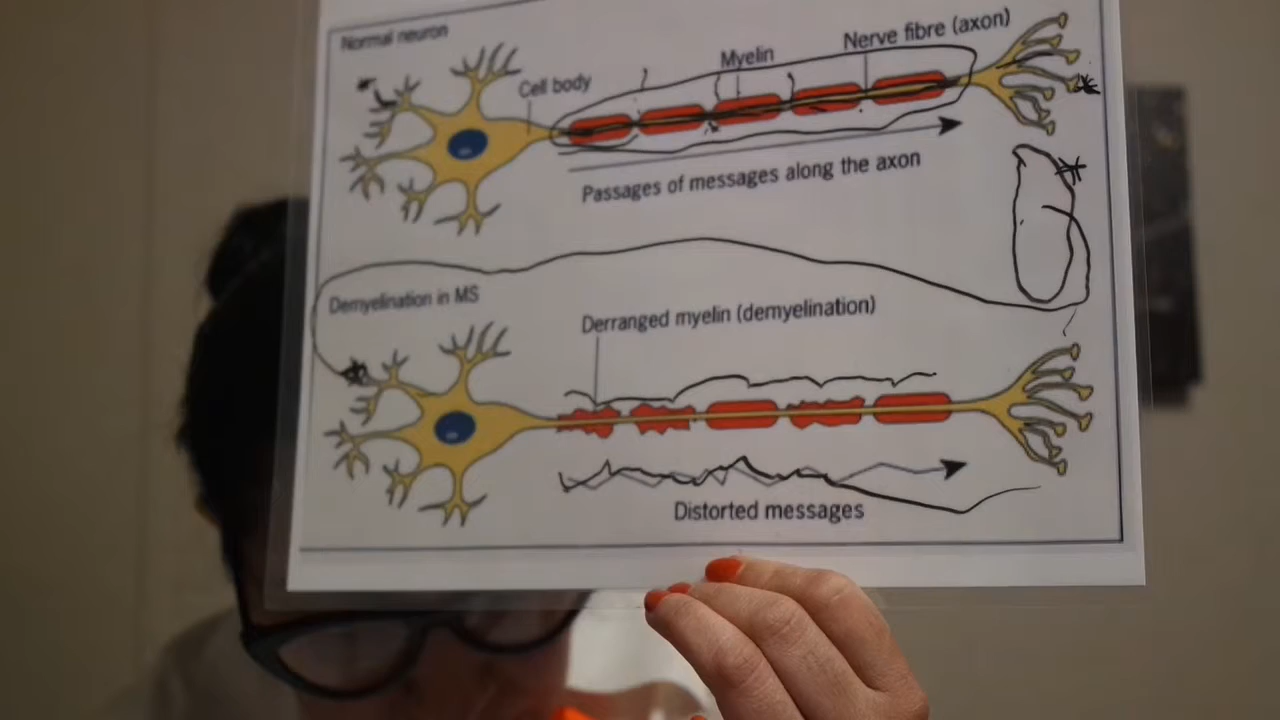 Normal neuron
Cell body
Myelin
Nerve fibre (axon)
Passages of messages along the axon
Demyelination in MS
Derranged myelin (demyelination)
Distorted messages